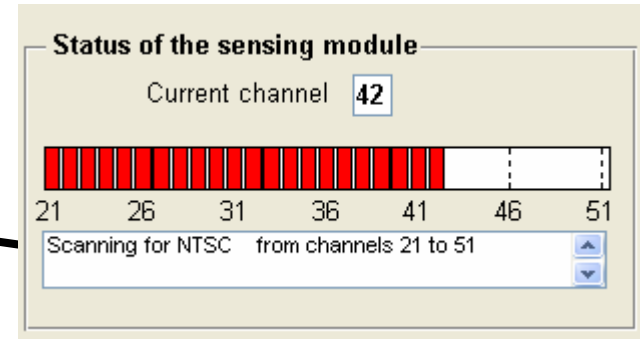 Status of the sensing module
Current channel 42
21 26 31 36 41 46 51
Scanning for NTSC from channels 21 to 51